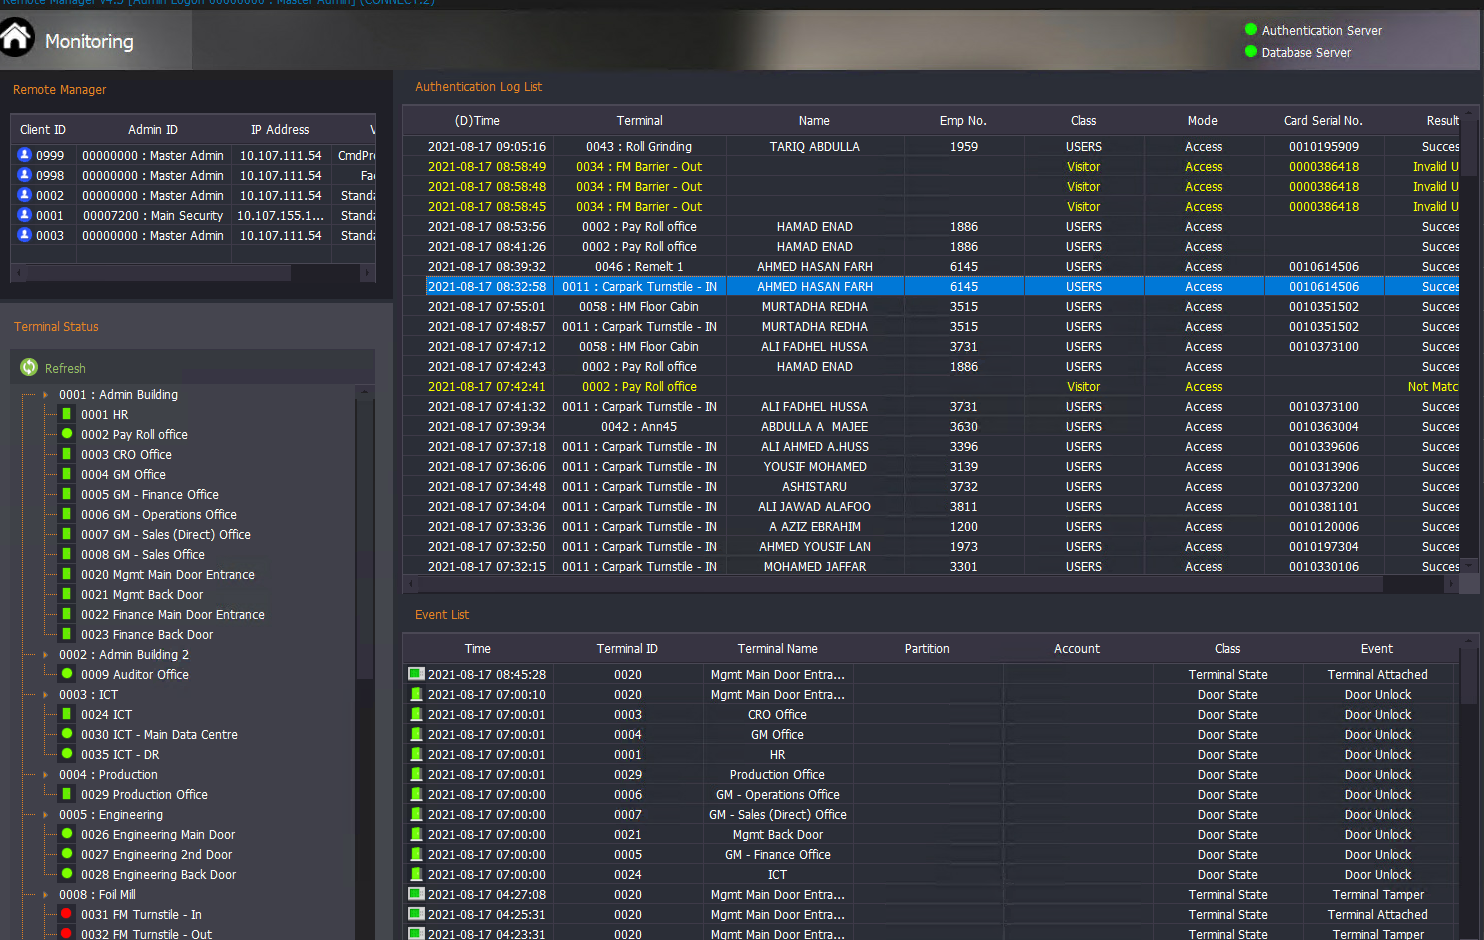 Remote Manager v4.5 [Admin Logon 00000000 : Master Admin] (CONNECT:2)
Monitoring
Authentication Server
Database Server
Remote Manager
Client ID Admin ID IP Address V
0999 00000000 : Master Admin 10.107.111.54 CmdPro
0998 00000000 : Master Admin 10.107.111.54 Fac
0002 00000000 : Master Admin 10.107.111.54 Standa
0001 00007200 : Main Security 10.107.155.1... Standa
0003 00000000 : Master Admin 10.107.111.54 Standa
Terminal Status
Refresh
0001 : Admin Building
0001 HR
0002 Pay Roll office
0003 CRO Office
0004 GM Office
0005 GM - Finance Office
0006 GM - Operations Office
0007 GM - Sales (Direct) Office
0008 GM - Sales Office
0020 Mgmt Main Door Entrance
0021 Mgmt Back Door
0022 Finance Main Door Entrance
0023 Finance Back Door
0002 : Admin Building 2
0009 Auditor Office
0003 : ICT
0024 ICT
0030 ICT - Main Data Centre
0035 ICT - DR
0004 : Production
0029 Production Office
0005 : Engineering
0026 Engineering Main Door
0027 Engineering 2nd Door
0028 Engineering Back Door
0008 : Foil Mill
0031 FM Turnstile - In
0032 FM Turnstile - Out
Authentication Log List
(D)Time Terminal Name Emp No. Class Mode Card Serial No. Result
2021-08-17 09:05:16 0043 : Roll Grinding TARIQ ABDULLA 1959 USERS Access 0010195909 Succes
2021-08-17 08:58:49 0034 : FM Barrier - Out Visitor Access 0000386418 Invalid U
2021-08-17 08:58:48 0034 : FM Barrier - Out Visitor Access 0000386418 Invalid U
2021-08-17 08:58:45 0034 : FM Barrier - Out Visitor Access 0000386418 Invalid U
2021-08-17 08:53:56 0002 : Pay Roll office HAMAD ENAD 1886 USERS Access Succes
2021-08-17 08:41:26 0002 : Pay Roll office HAMAD ENAD 1886 USERS Access Succes
2021-08-17 08:39:32 0046 : Remelt 1 AHMED HASAN FARH 6145 USERS Access 0010614506 Succes
2021-08-17 08:32:58 0011 : Carpark Turnstile - IN AHMED HASAN FARH 6145 USERS Access 0010614506 Succes
2021-08-17 07:55:01 0058 : HM Floor Cabin MURTADHA REDHA 3515 USERS Access 0010351502 Succes
2021-08-17 07:48:57 0011 : Carpark Turnstile - IN MURTADHA REDHA 3515 USERS Access 0010351502 Succes
2021-08-17 07:47:12 0058 : HM Floor Cabin ALI FADHEL HUSSA 3731 USERS Access 0010373100 Succes
2021-08-17 07:42:43 0002 : Pay Roll office HAMAD ENAD 1886 USERS Access Succes
2021-08-17 07:42:41 0002 : Pay Roll office Visitor Access Not Matc
2021-08-17 07:41:32 0011 : Carpark Turnstile - IN ALI FADHEL HUSSA 3731 USERS Access 0010373100 Succes
2021-08-17 07:39:34 0042 : Ann45 ABDULLA A MAJEE 3630 USERS Access 0010363004 Succes
2021-08-17 07:37:18 0011 : Carpark Turnstile - IN ALI AHMED A.HUSS 3396 USERS Access 0010339606 Succes
2021-08-17 07:36:06 0011 : Carpark Turnstile - IN YOUSIF MOHAMED 3139 USERS Access 0010313906 Succes
2021-08-17 07:34:48 0011 : Carpark Turnstile - IN ASHISTARU 3732 USERS Access 0010373200 Succes
2021-08-17 07:34:04 0011 : Carpark Turnstile - IN ALI JAWAD ALAFOO 3811 USERS Access 0010381101 Succes
2021-08-17 07:33:36 0011 : Carpark Turnstile - IN A AZIZ EBRAHIM 1200 USERS Access 0010120006 Succes
2021-08-17 07:32:50 0011 : Carpark Turnstile - IN AHMED YOUSIF LAN 1973 USERS Access 0010197304 Succes
2021-08-17 07:32:15 0011 : Carpark Turnstile - IN MOHAMED JAFFAR 3301 USERS Access 0010330106 Succes
Event List
Time Terminal ID Terminal Name Partition Account Class Event
2021-08-17 08:45:28 0020 Mgmt Main Door Entra... Terminal State Terminal Attached
2021-08-17 07:00:10 0020 Mgmt Main Door Entra... Door State Door Unlock
2021-08-17 07:00:01 0003 CRO Office Door State Door Unlock
2021-08-17 07:00:01 0004 GM Office Door State Door Unlock
2021-08-17 07:00:01 0001 HR Door State Door Unlock
2021-08-17 07:00:01 0029 Production Office Door State Door Unlock
2021-08-17 07:00:00 0006 GM - Operations Office Door State Door Unlock
2021-08-17 07:00:00 0007 GM - Sales (Direct) Office Door State Door Unlock
2021-08-17 07:00:00 0021 Mgmt Back Door Door State Door Unlock
2021-08-17 07:00:00 0005 GM - Finance Office Door State Door Unlock
2021-08-17 07:00:00 0024 ICT Door State Door Unlock
2021-08-17 04:27:08 0020 Mgmt Main Door Entra... Terminal State Terminal Tamper
2021-08-17 04:25:31 0020 Mgmt Main Door Entra... Terminal State Terminal Attached
2021-08-17 04:23:31 0020 Mgmt Main Door Entra... Terminal State Terminal Tamper